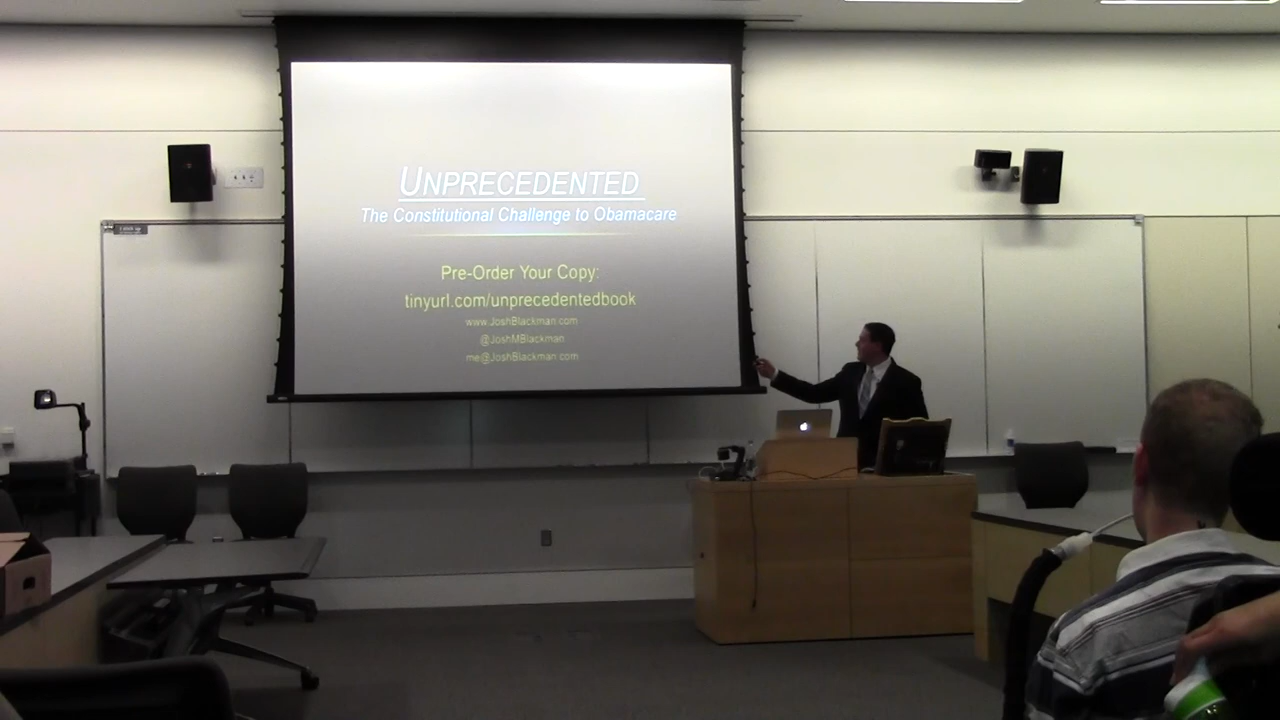 UNPRECEDENTED
The Constitutional Challenge to Obamacare
Pre-Order Your Copy:
tinyurl.com/unprecedentedbook
www.JoshBlackman.com
@JoshMBlackman
me@JoshBlackman.com